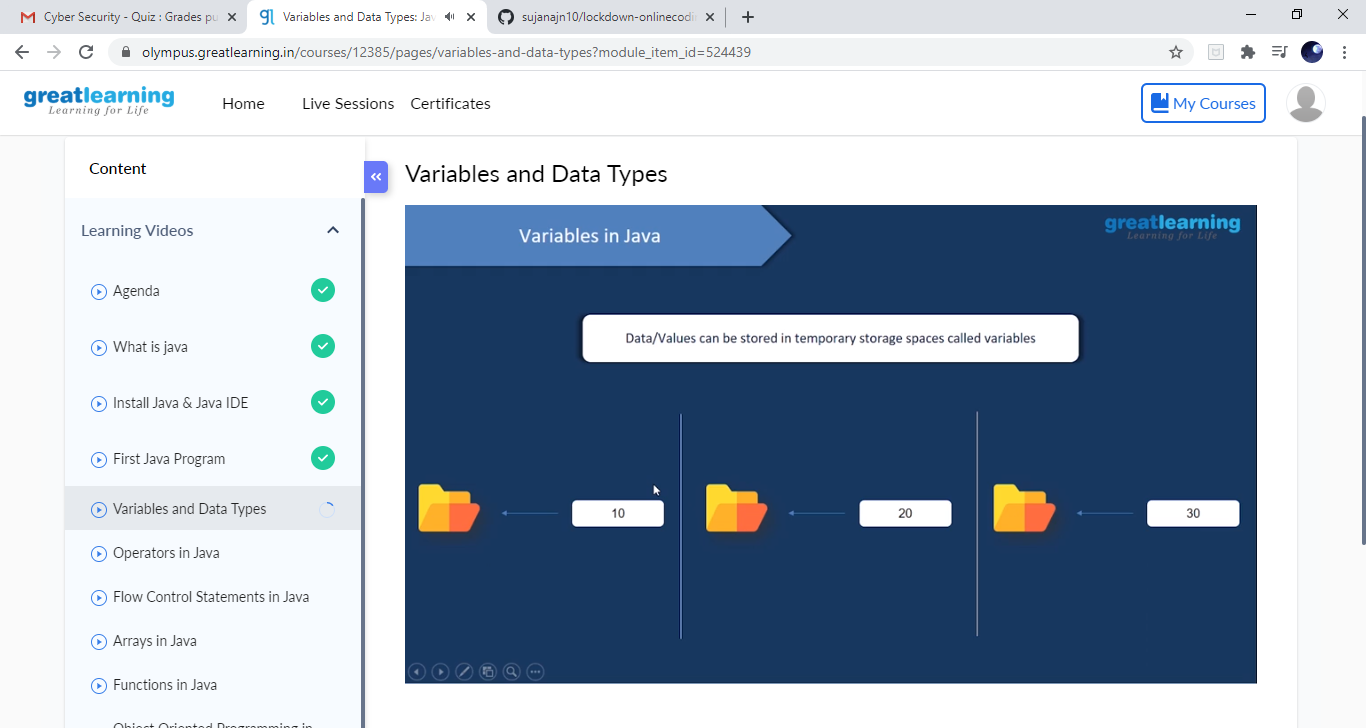 Cyber Security - Quiz : Grades pu
Variables and Data Types: Jav
sujanajn10/lockdown-onlinecodi
olympus.greatlearning.in/courses/12385/pages/variables-and-data-types?module_item_id=524439
greatlearning
Learning for Life
Home
Live Sessions
Certificates
My Courses
Content
Variables and Data Types
Learning Videos
Agenda
What is java
Install Java & Java IDE
First Java Program
Variables and Data Types
Operators in Java
Flow Control Statements in Java
Arrays in Java
Functions in Java
Object Oriented Programming in
Variables in Java
greatlearning
Learning for Life
Data/Values can be stored in temporary storage spaces called variables
10
20
30